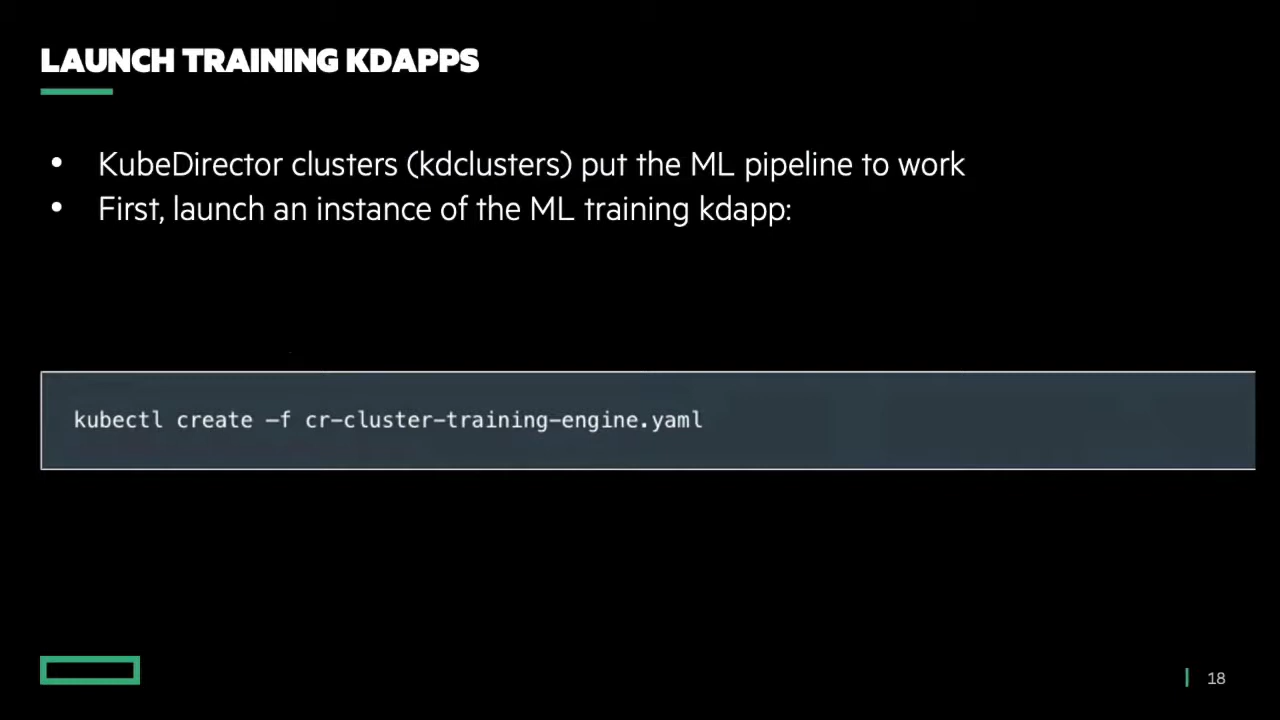 LAUNCH TRAINING KDAPPS
• KubeDirector clusters (kdclusters) put the ML pipeline to work
• First, launch an instance of the ML training kdapp:
kubectl create -f cr-cluster-training-engine.yaml
18